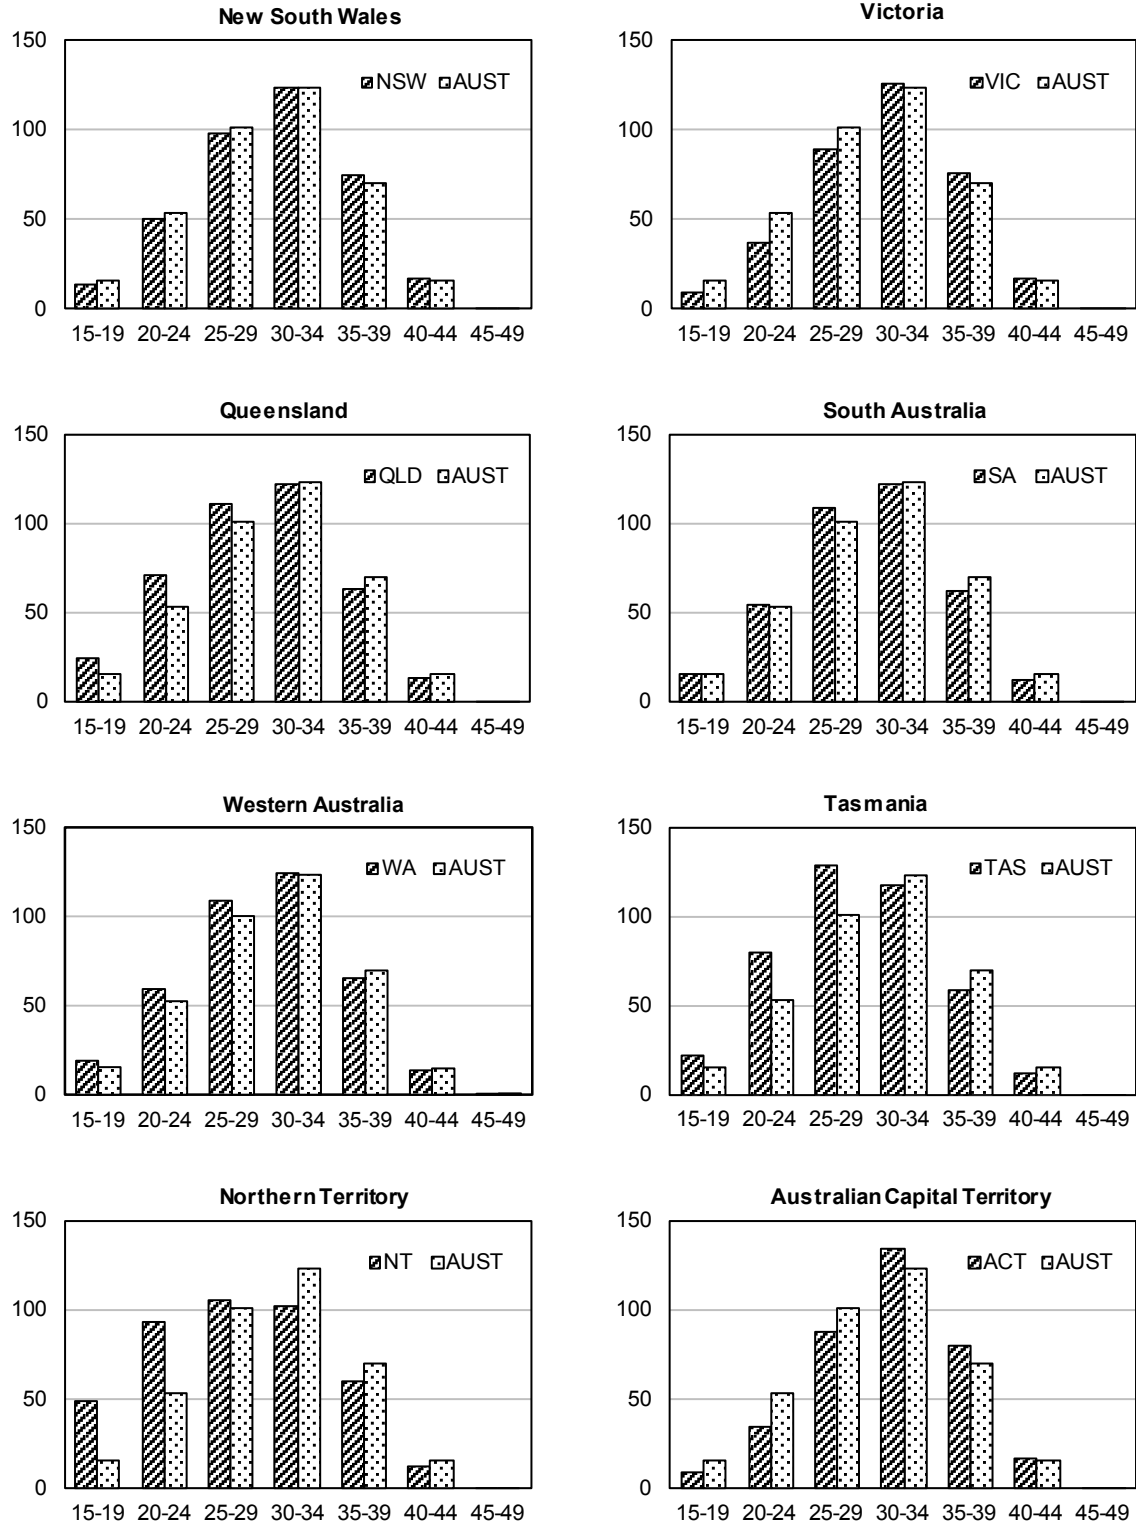 New South Wales
150
100
50
0
NSW AUST
15-19 20-24 25-29 30-34 35-39 40-44 45-49
Victoria
150
100
50
0
VIC AUST
15-19 20-24 25-29 30-34 35-39 40-44 45-49
Queensland
150
100
50
0
QLD AUST
15-19 20-24 25-29 30-34 35-39 40-44 45-49
South Australia
150
100
50
0
SA AUST
15-19 20-24 25-29 30-34 35-39 40-44 45-49
Western Australia
150
100
50
0
WA AUST
15-19 20-24 25-29 30-34 35-39 40-44 45-49
Tasmania
150
100
50
0
TAS AUST
15-19 20-24 25-29 30-34 35-39 40-44 45-49
Northern Territory
150
100
50
0
NT AUST
15-19 20-24 25-29 30-34 35-39 40-44 45-49
Australian Capital Territory
150
100
50
0
ACT AUST
15-19 20-24 25-29 30-34 35-39 40-44 45-49